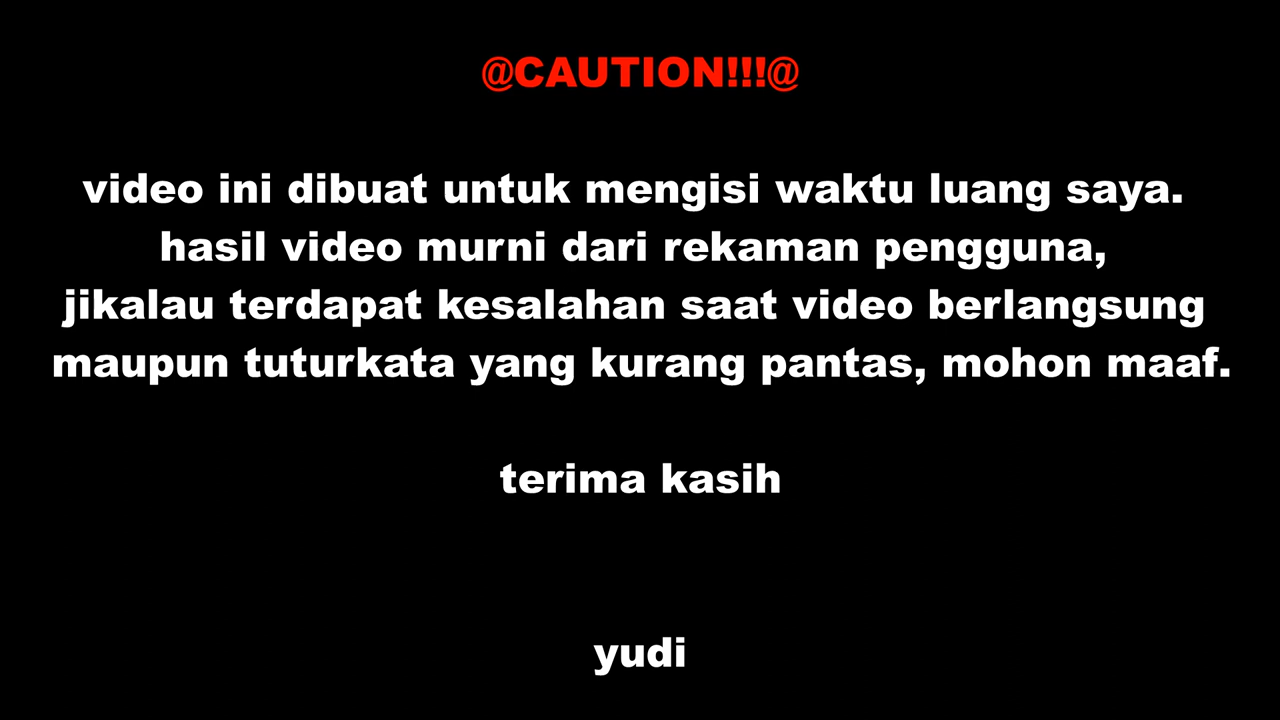 @CAUTION!!!@
video ini dibuat untuk mengisi waktu luang saya.
hasil video murni dari rekaman pengguna,
jikalau terdapat kesalahan saat video berlangsung
maupun tuturkata yang kurang pantas, mohon maaf.
terima kasih
yudi